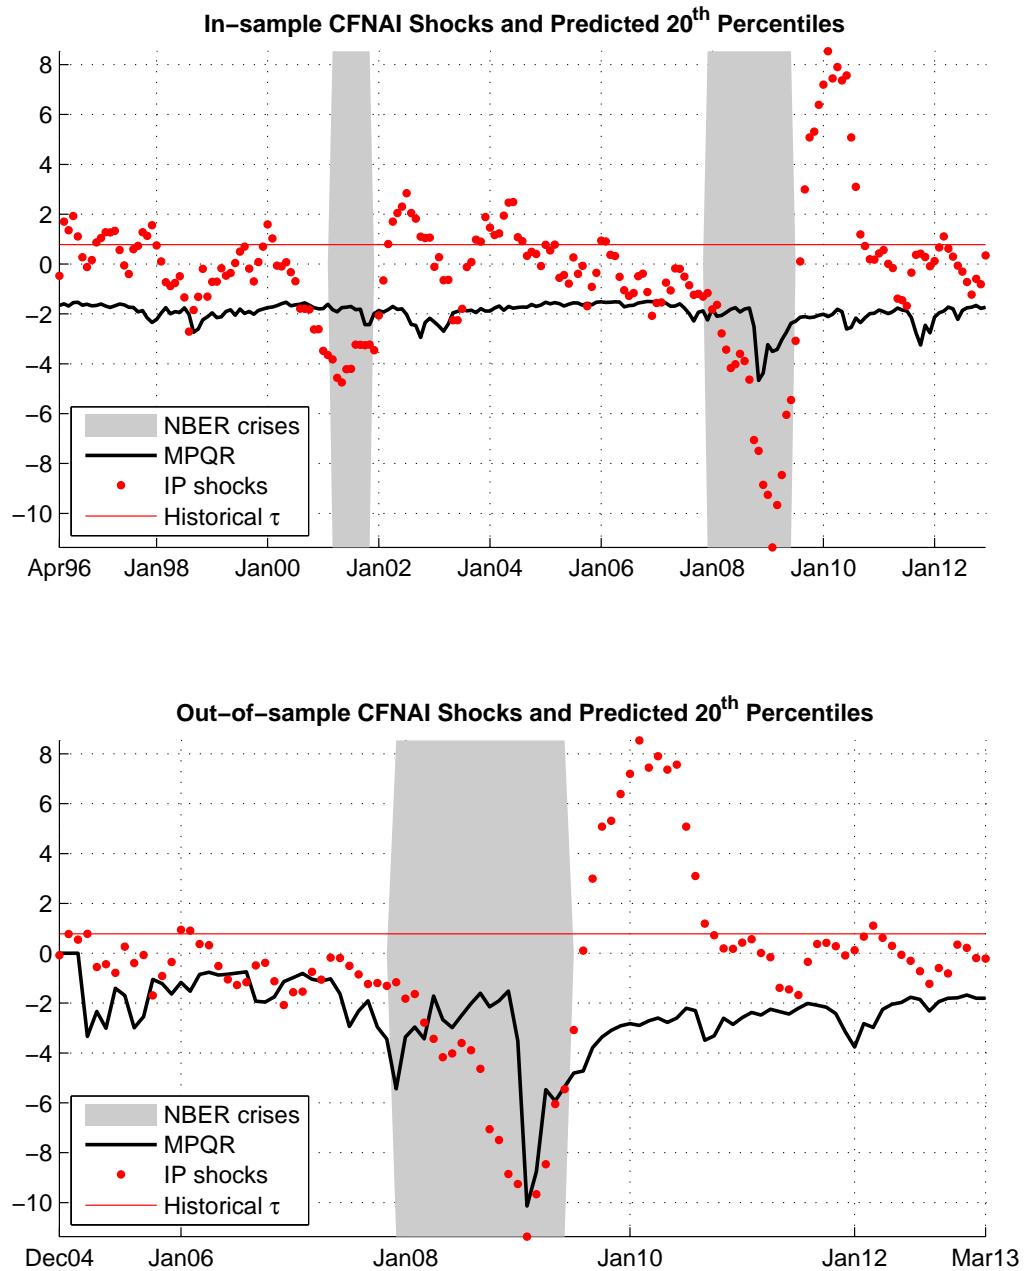 In−sample CFNAI Shocks and Predicted 20th Percentiles
8
6
4
2
0
−2
−4
−6
−8
−10
NBER crises
MPQR
IP shocks
Historical τ
Apr96 Jan98 Jan00 Jan02 Jan04 Jan06 Jan08 Jan10 Jan12
Out−of−sample CFNAI Shocks and Predicted 20th Percentiles
8
6
4
2
0
−2
−4
−6
−8
−10
NBER crises
MPQR
IP shocks
Historical τ
Dec04 Jan06 Jan08 Jan10 Jan12 Mar13